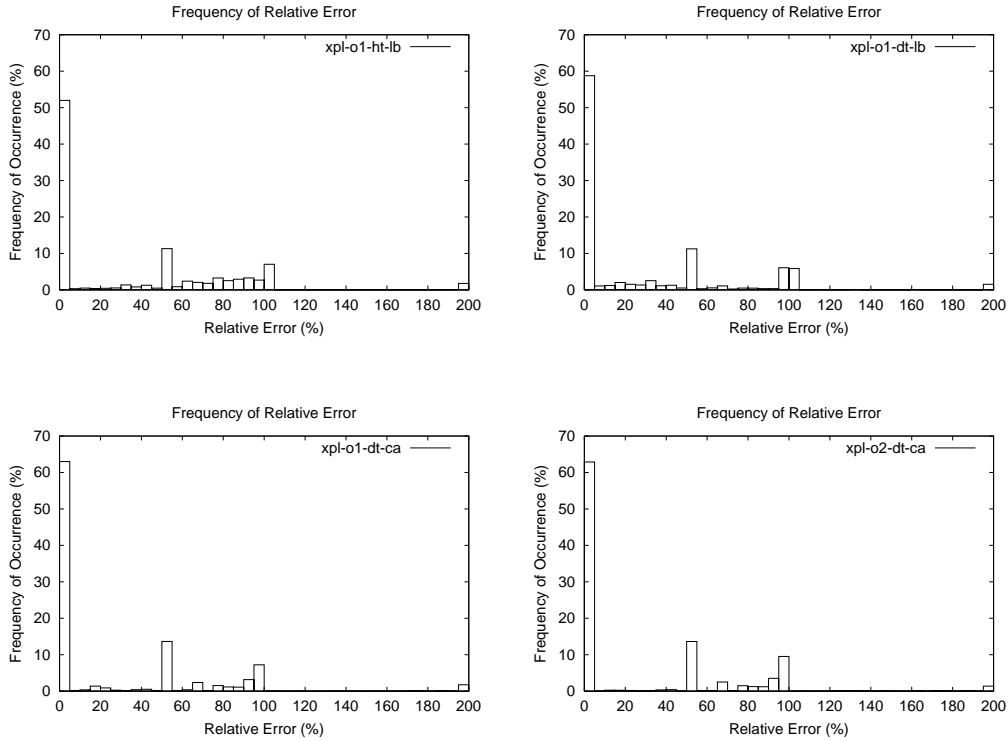 Frequency of Relative Error
70
60
50
40
30
20
10
0
Frequency of Occurrence (%)
xpl-o1-ht-lb
0 20 40 60 80 100 120 140 160 180 200
Relative Error (%)
Frequency of Relative Error
70
60
50
40
30
20
10
0
Frequency of Occurrence (%)
xpl-o1-dt-lb
0 20 40 60 80 100 120 140 160 180 200
Relative Error (%)
Frequency of Relative Error
70
60
50
40
30
20
10
0
Frequency of Occurrence (%)
xpl-o1-dt-ca
0 20 40 60 80 100 120 140 160 180 200
Relative Error (%)
Frequency of Relative Error
70
60
50
40
30
20
10
0
Frequency of Occurrence (%)
xpl-o2-dt-ca
0 20 40 60 80 100 120 140 160 180 200
Relative Error (%)